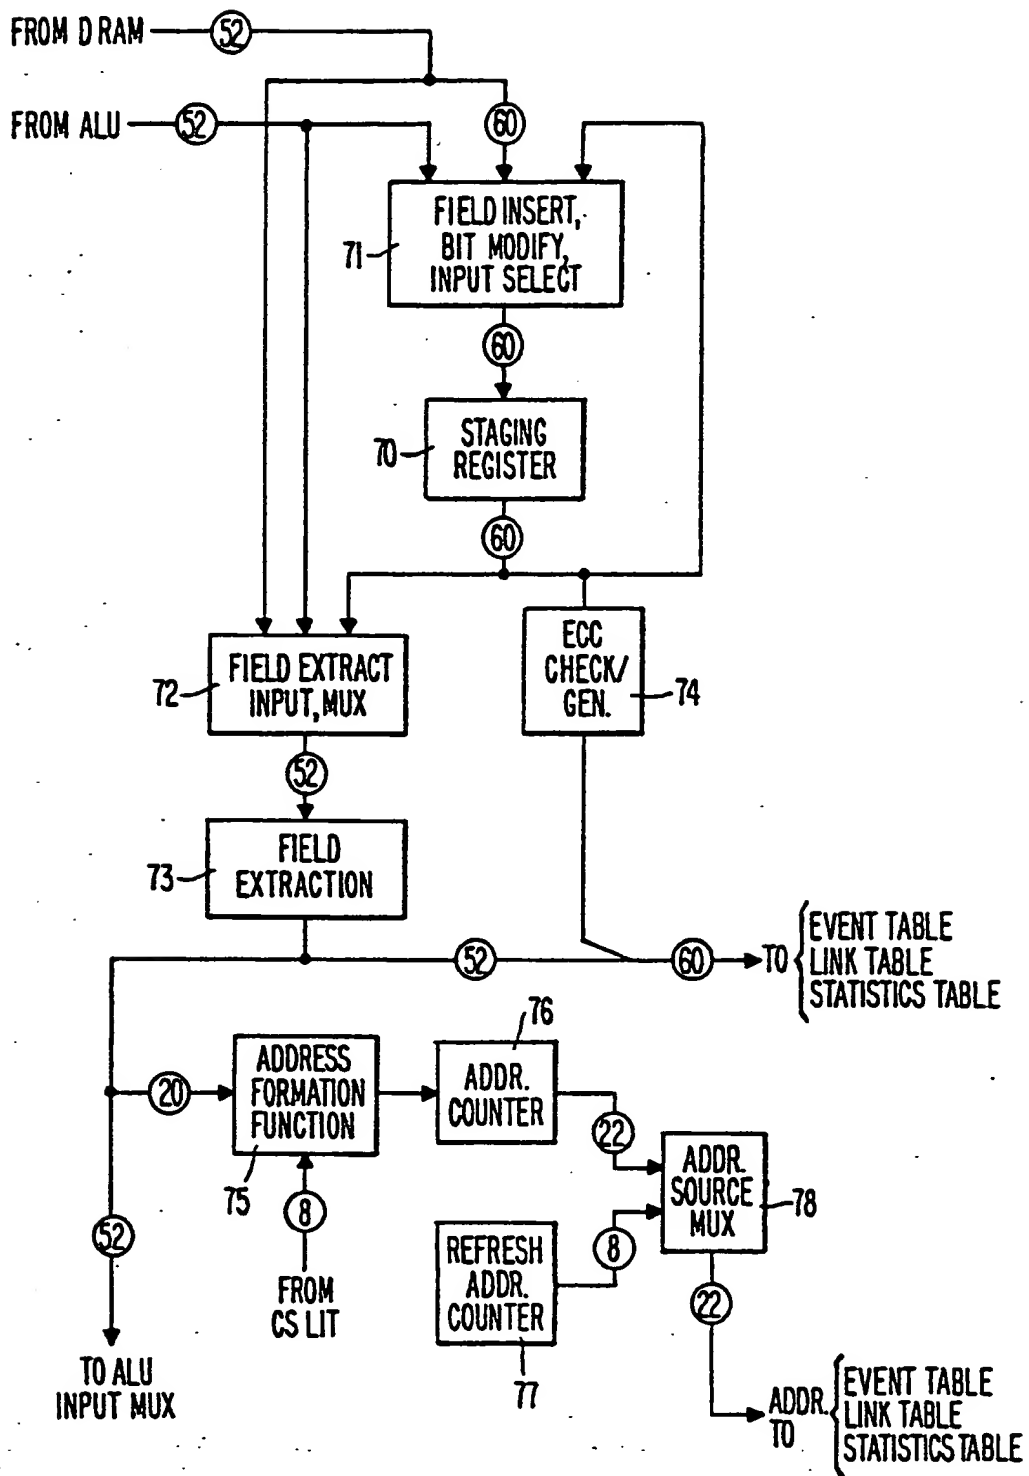 FROM D RAM
52
FROM ALU
52
60
FIELD INSERT,
BIT MODIFY,
INPUT SELECT
71
60
STAGING
REGISTER
70
60
FIELD EXTRACT
INPUT, MUX
72
ECC
CHECK/
GEN.
74
52
FIELD
EXTRACTION
73
52
60
TO
EVENT TABLE
LINK TABLE
STATISTICS TABLE
76
20
ADDRESS
FORMATION
FUNCTION
75
ADDR.
COUNTER
22
ADDR.
SOURCE
MUX
78
52
8
FROM
CS LIT
REFRESH
ADDR.
COUNTER
77
8
22
TO ALU
INPUT MUX
ADDR.
TO
EVENT TABLE
LINK TABLE
STATISTICS TABLE